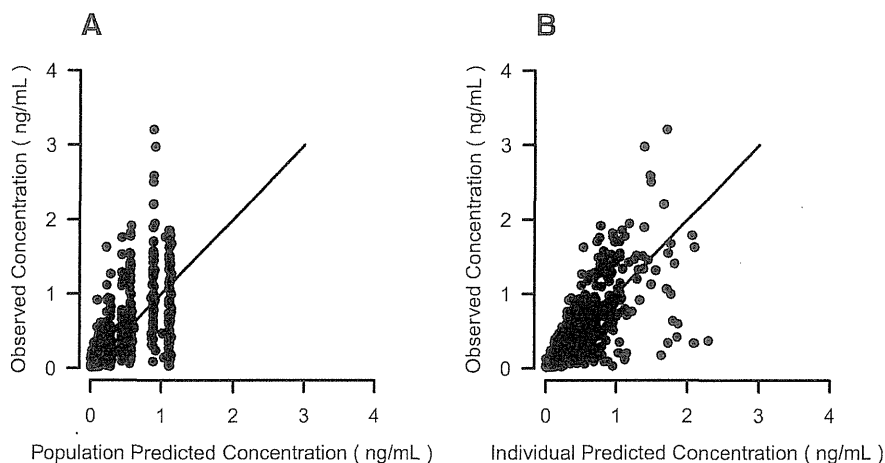 A
B
Observed Concentration ( ng/mL )
4
3
2
1
0
0 1 2 3 4
Population Predicted Concentration ( ng/mL )
Observed Concentration ( ng/mL )
4
3
2
1
0
0 1 2 3 4
Individual Predicted Concentration ( ng/mL )